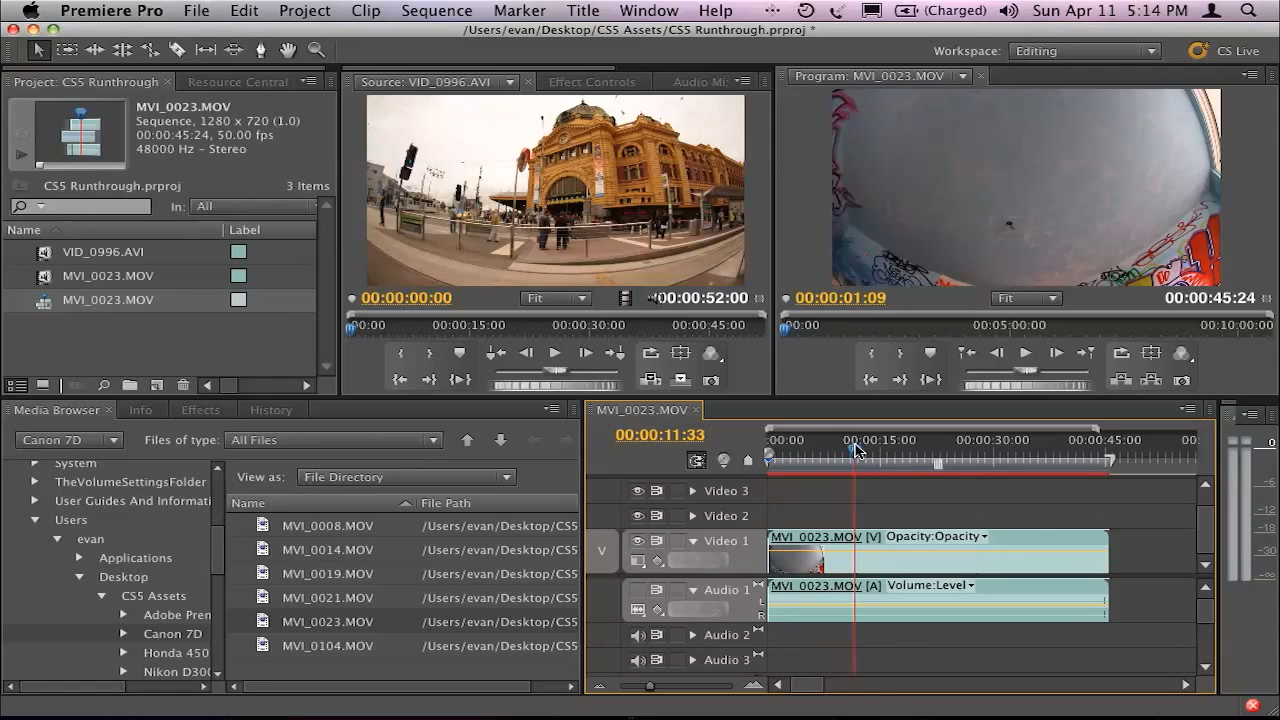 Premiere Pro File Edit Project Clip Sequence Marker Title Window Help (Charged) Sun Apr 11 5:14 PM
/Users/evan/Desktop/CS5 Assets/CS5 Runthrough.prproj *
Workspace: Editing CS Live
Project: CS5 Runthrough × Resource Central
MVI_0023.MOV
Sequence, 1280 x 720 (1.0)
00:00:45:24, 50.00 fps
48000 Hz - Stereo
CS5 Runthrough.prproj 3 Items
In: All
Name Label
VID_0996.AVI
MVI_0023.MOV
MVI_0023.MOV
Source: VID_0996.AVI × Effect Controls Audio Mi:
00:00:00:00 Fit 00:00:52:00
00:00 00:00:15:00 00:00:30:00 00:00:45:00
Program: MVI_0023.MOV ×
00:00:01:09 Fit 00:00:45:24
00:00 00:05:00:00 00:10:00:00
Media Browser × Info Effects History
Canon 7D Files of type: All Files
System
TheVolumeSettingsFolder
User Guides And Informati
Users
evan
Applications
Desktop
CS5 Assets
Adobe Pren
Canon 7D
Honda 450
Nikon D300
View as: File Directory
Name File Path
MVI_0008.MOV /Users/evan/Desktop/CS5
MVI_0014.MOV /Users/evan/Desktop/CS5
MVI_0019.MOV /Users/evan/Desktop/CS5
MVI_0021.MOV /Users/evan/Desktop/CS5
MVI_0023.MOV /Users/evan/Desktop/CS5
MVI_0104.MOV /Users/evan/Desktop/CS5
MVI_0023.MOV ×
00:00:11:33
:00:00 00:00:15:00 00:00:30:00 00:00:45:00 00:
Video 3
Video 2
V Video 1 MVI_0023.MOV [V] Opacity:Opacity
Audio 1 L R MVI_0023.MOV [A] Volume:Level
Audio 2
Audio 3
0
-6
-12
-18
-30
-∞